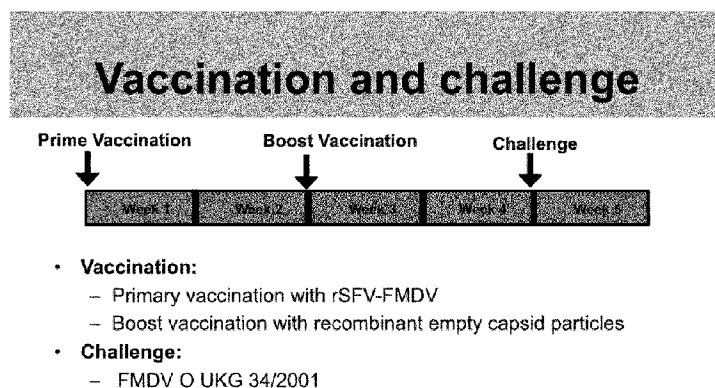 Vaccination and challenge
Prime Vaccination Boost Vaccination Challenge
Week 1 Week 2 Week 3 Week 4 Week 5
• Vaccination:
– Primary vaccination with rSFV-FMDV
– Boost vaccination with recombinant empty capsid particles
• Challenge:
– FMDV O UKG 34/2001